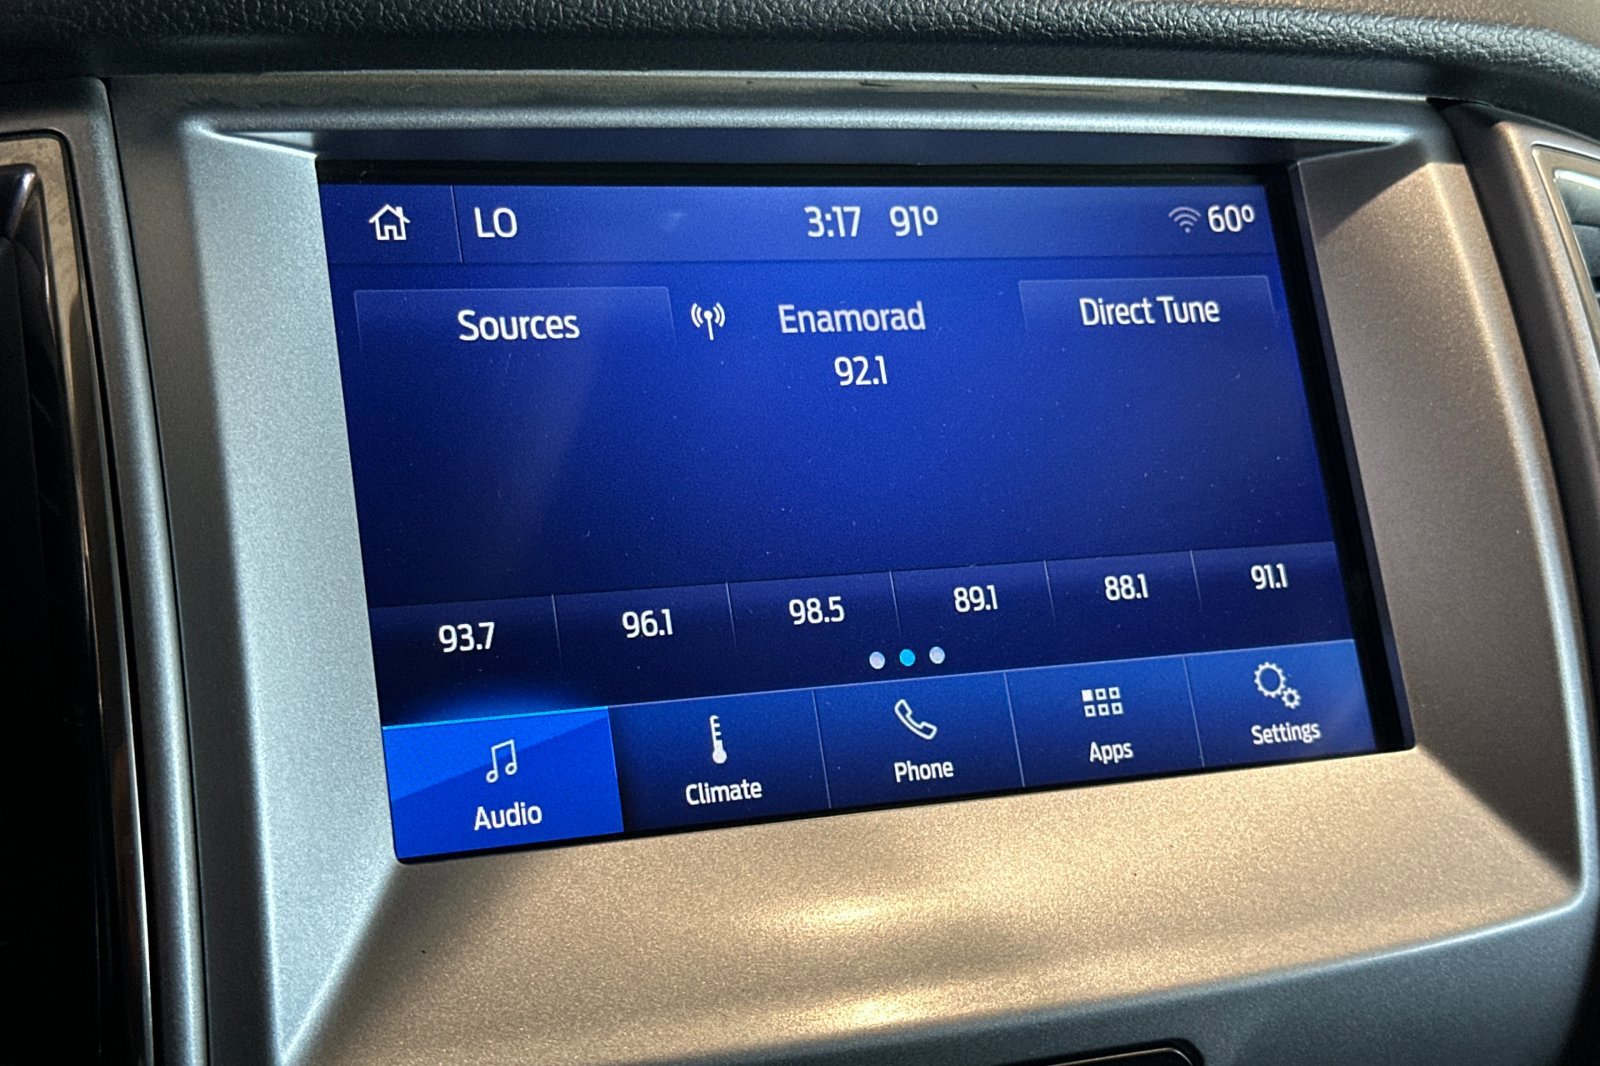 LO 3:17 91º 60º
Sources Enamorad Direct Tune
92.1
93.7 96.1 98.5 89.1 88.1 91.1
Audio Climate Phone Apps Settings